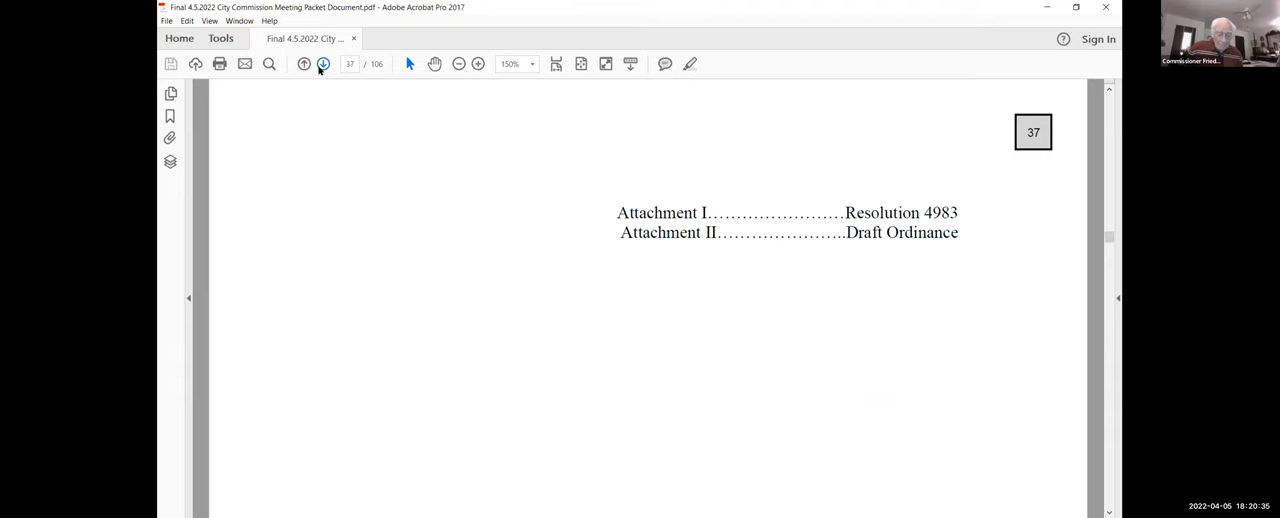 Final 4.5.2022 City Commission Meeting Packet Document.pdf - Adobe Acrobat Pro 2017
File Edit View Window Help
Home Tools Final 4.5.2022 City ... × Sign In
37 / 106 150%
Commissioner Fried...
37
Attachment I……………………Resolution 4983
Attachment II…………………..Draft Ordinance
2022-04-05 18:20:35